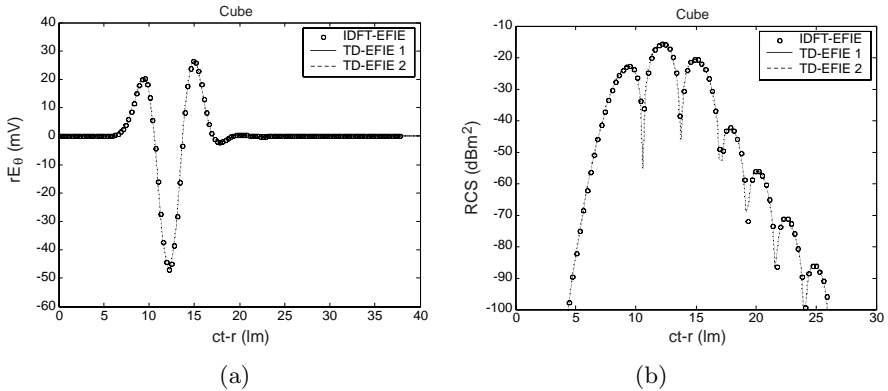 Cube
40
30
20
10
0
-10
-20
-30
-40
-50
-60
rEθ (mV)
IDFT-EFIE
TD-EFIE 1
TD-EFIE 2
0 5 10 15 20 25 30 35 40
ct-r (lm)
(a)
Cube
-10
-20
-30
-40
-50
-60
-70
-80
-90
-100
RCS (dBm²)
IDFT-EFIE
TD-EFIE 1
TD-EFIE 2
0 5 10 15 20 25 30
ct-r (lm)
(b)